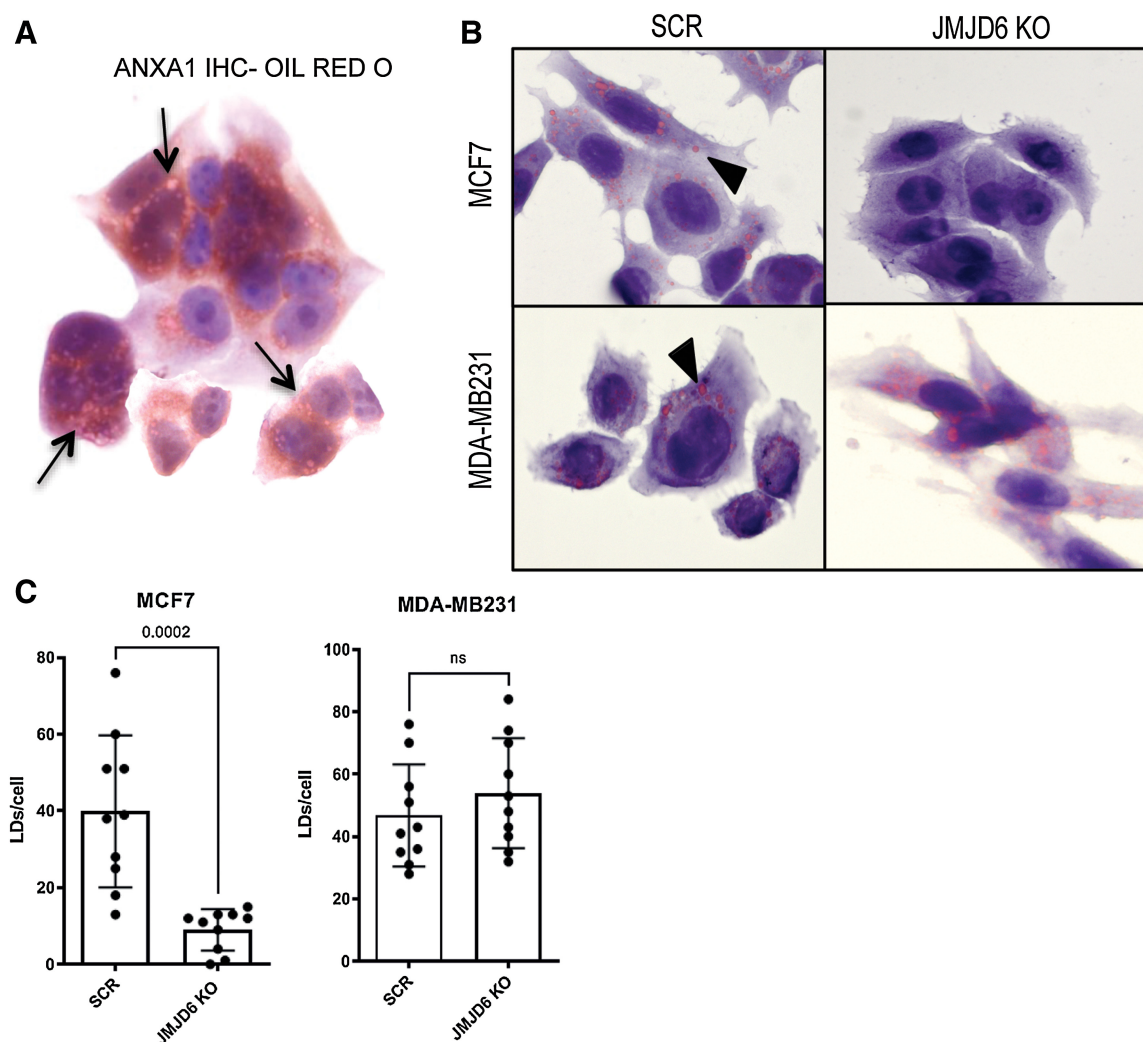 A
ANXA1 IHC- OIL RED O
B
SCR
JMJD6 KO
MCF7
MDA-MB231
C
MCF7
0.0002
80
60
40
20
0
LDs/cell
SCR
JMJD6 KO
MDA-MB231
ns
100
80
60
40
20
0
LDs/cell
SCR
JMJD6 KO